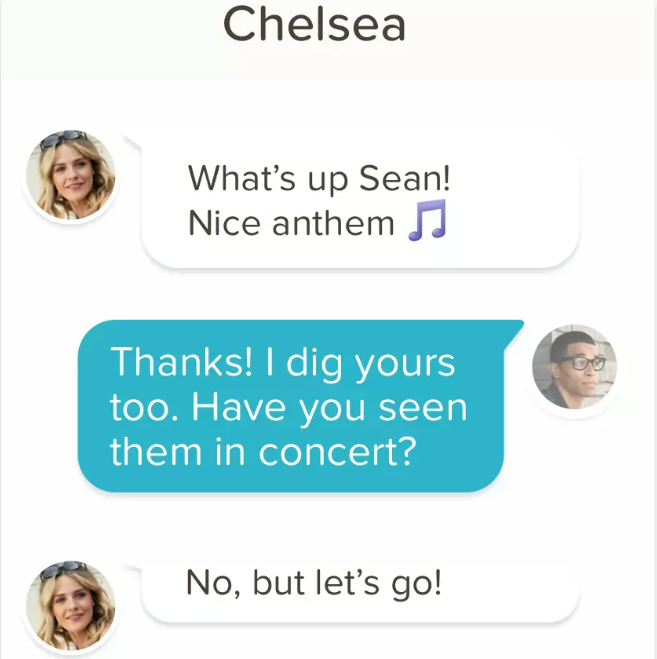 Chelsea
What’s up Sean!
Nice anthem 🎵
Thanks! I dig yours
too. Have you seen
them in concert?
No, but let’s go!